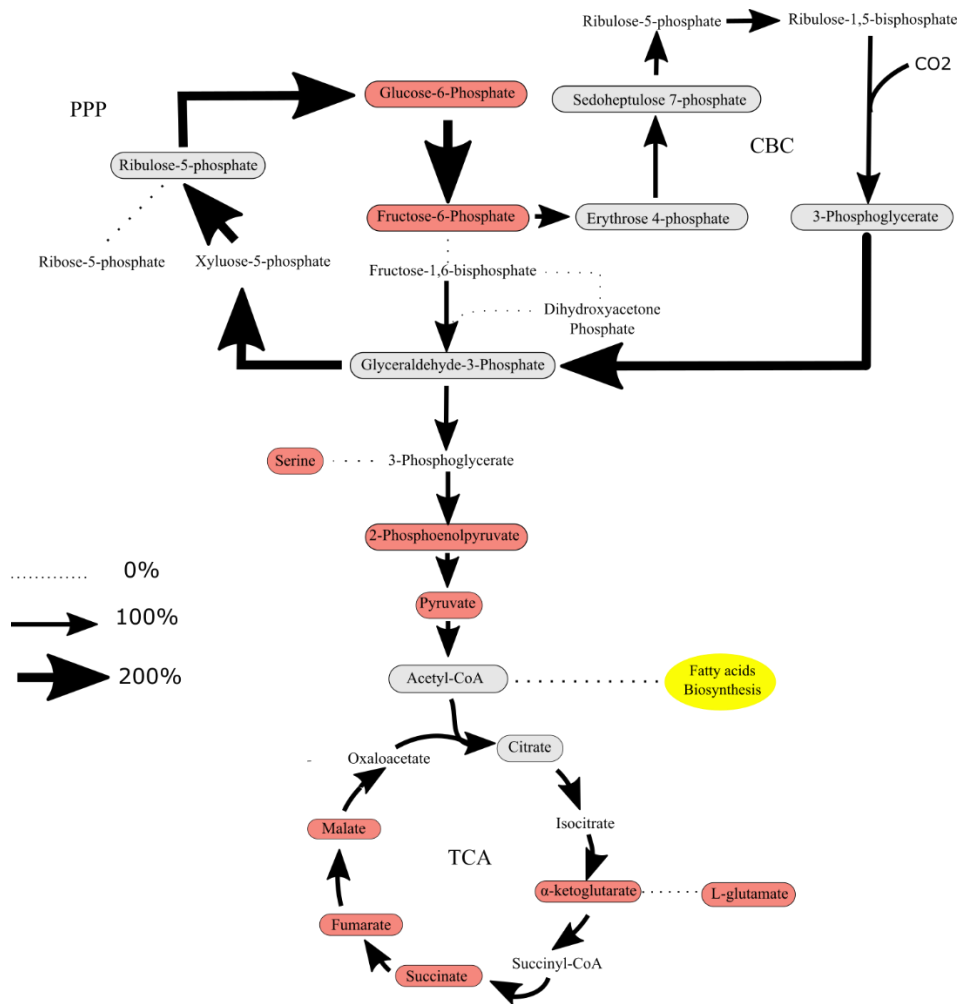 Ribulose-5-phosphate
Ribulose-1,5-bisphosphate
CO2
PPP
Glucose-6-Phosphate
Sedoheptulose 7-phosphate
CBC
Ribulose-5-phosphate
Fructose-6-Phosphate
Erythrose 4-phosphate
3-Phosphoglycerate
Ribose-5-phosphate
Xyluose-5-phosphate
Fructose-1,6-bisphosphate
Dihydroxyacetone
Phosphate
Glyceraldehyde-3-Phosphate
Serine
3-Phosphoglycerate
2-Phosphoenolpyruvate
0%
Pyruvate
100%
200%
Acetyl-CoA
Fatty acids
Biosynthesis
Oxaloacetate
Citrate
Isocitrate
Malate
TCA
α-ketoglutarate
L-glutamate
Fumarate
Succinyl-CoA
Succinate